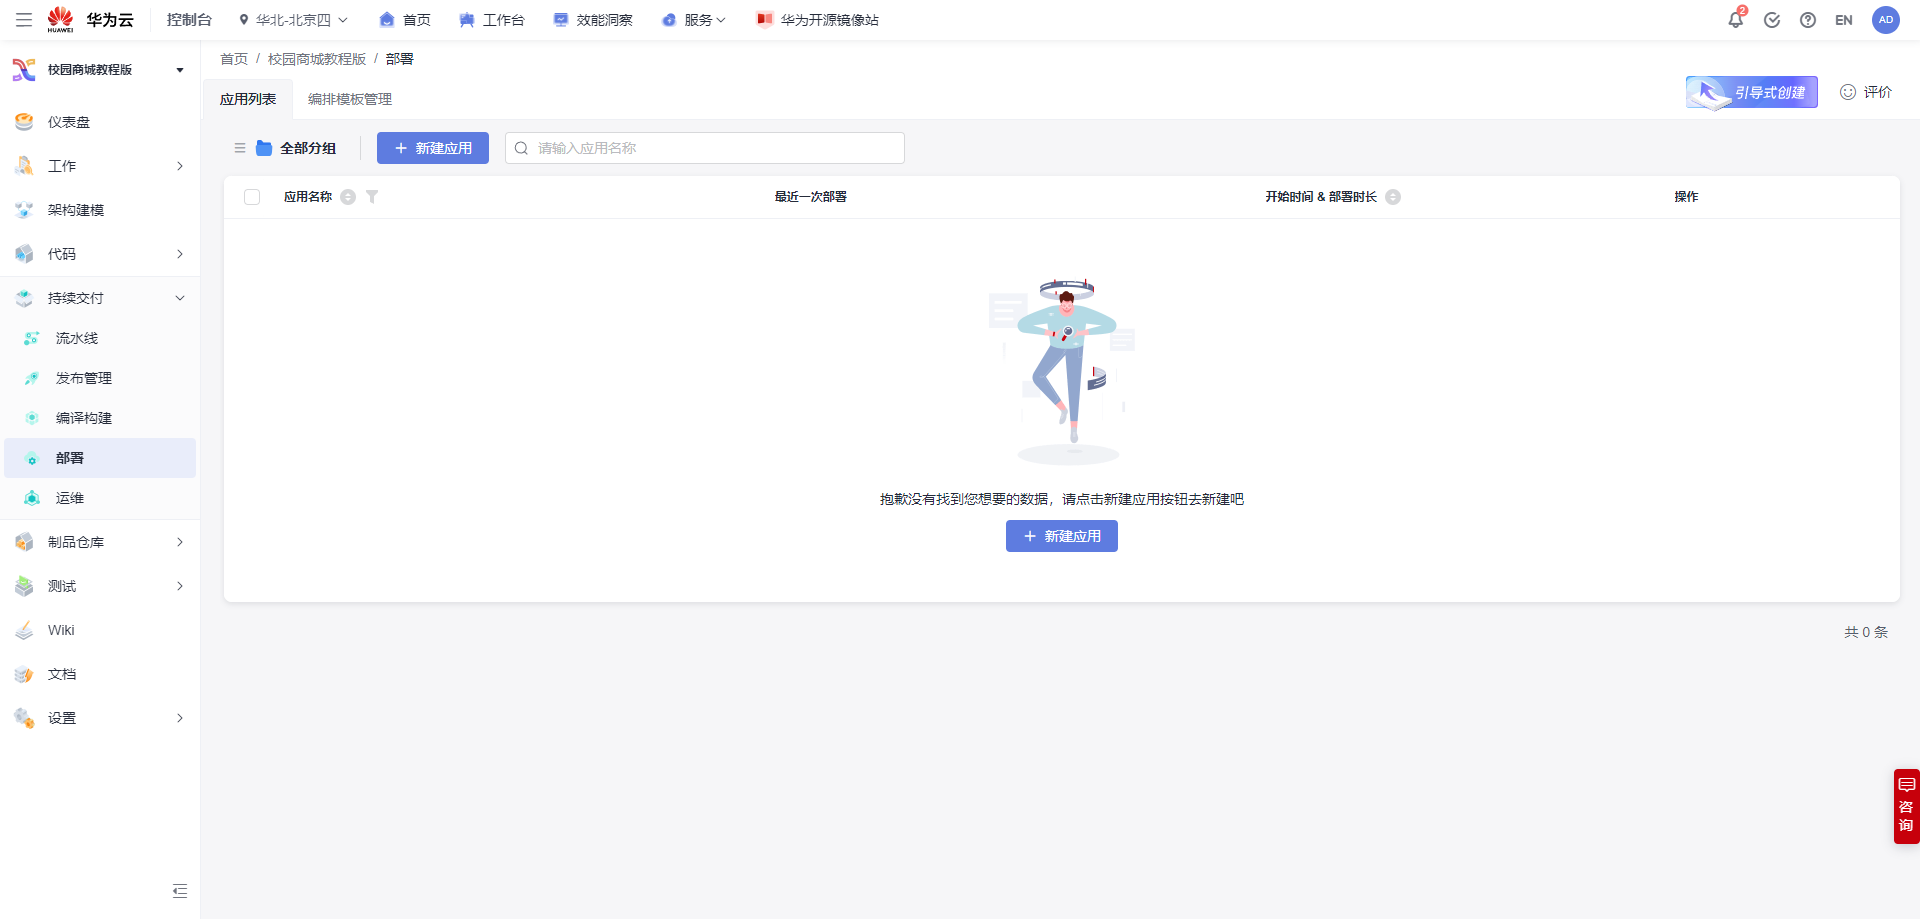 HUAWEI 华为云 控制台 华北-北京四 首页 工作台 效能洞察 服务 华为开源镜像站 2 EN AD
校园商城教程版
首页 / 校园商城教程版 / 部署
应用列表 编排模板管理 引导式创建 评价
仪表盘
工作
架构建模
代码
持续交付
流水线
发布管理
编译构建
部署
运维
制品仓库
测试
Wiki
文档
设置
全部分组 新建应用 请输入应用名称
应用名称 最近一次部署 开始时间 & 部署时长 操作
抱歉没有找到您想要的数据，请点击新建应用按钮去新建吧
新建应用
共 0 条
咨
询